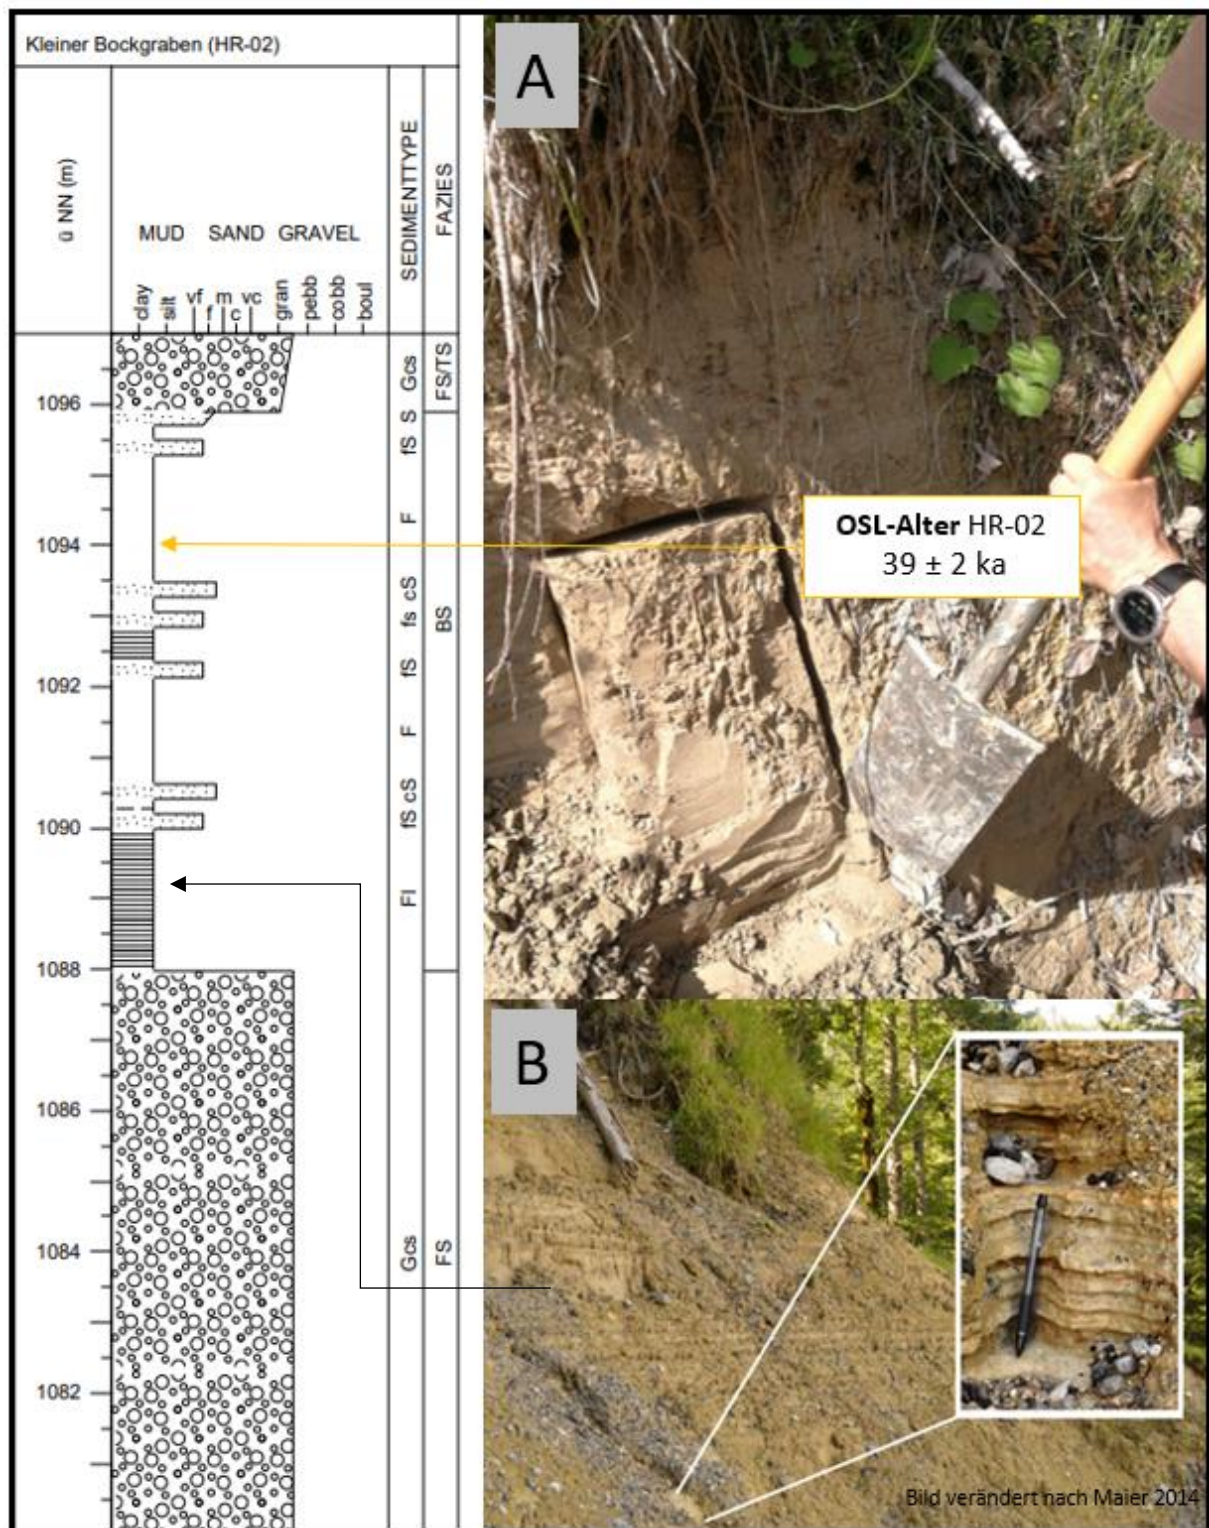 Kleiner Bockgraben (HR-02)
ü NN (m)
MUD SAND GRAVEL
clay silt vf f m c vc gran pebb cobb boul
SEDIMENTTYPE
FAZIES
1096
1094
1092
1090
1088
1086
1084
1082
Gcs
fS S
F
fs cS
fS
F
fS cS
Fl
Gcs
FS/TS
BS
FS
A
OSL-Alter HR-02
39 ± 2 ka
B
Bild verändert nach Maier 2014